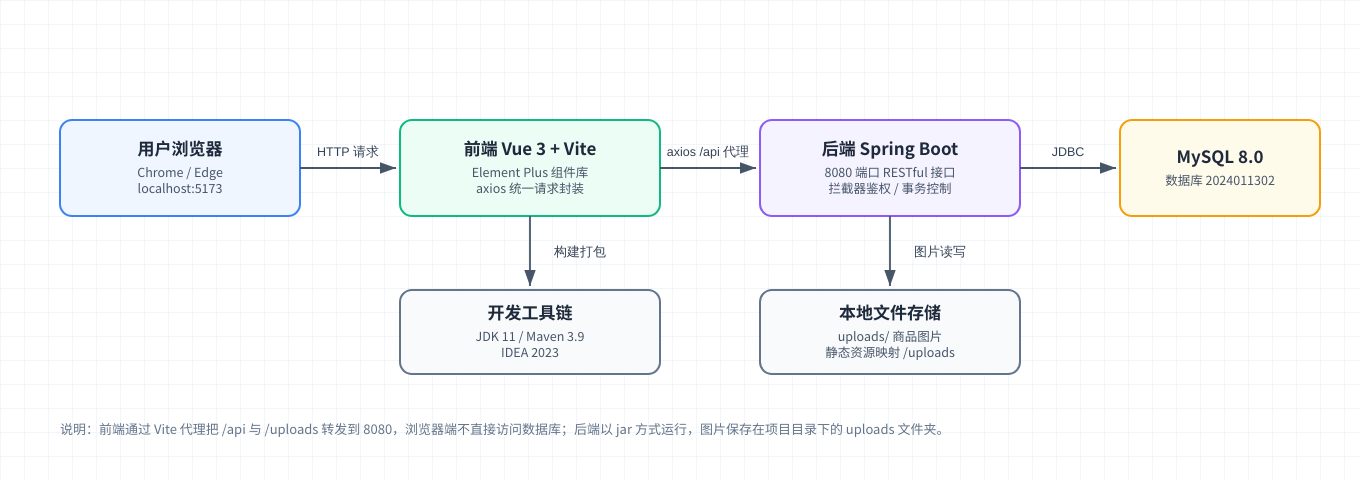 用户浏览器
Chrome / Edge
localhost:5173
HTTP 请求
前端 Vue 3 + Vite
Element Plus 组件库
axios 统一请求封装
axios /api 代理
后端 Spring Boot
8080 端口 RESTful 接口
拦截器鉴权 / 事务控制
JDBC
MySQL 8.0
数据库 2024011302
构建打包
图片读写
开发工具链
JDK 11 / Maven 3.9
IDEA 2023
本地文件存储
uploads/ 商品图片
静态资源映射 /uploads
说明：前端通过 Vite 代理把 /api 与 /uploads 转发到 8080，浏览器端不直接访问数据库；后端以 jar 方式运行，图片保存在项目目录下的 uploads 文件夹。